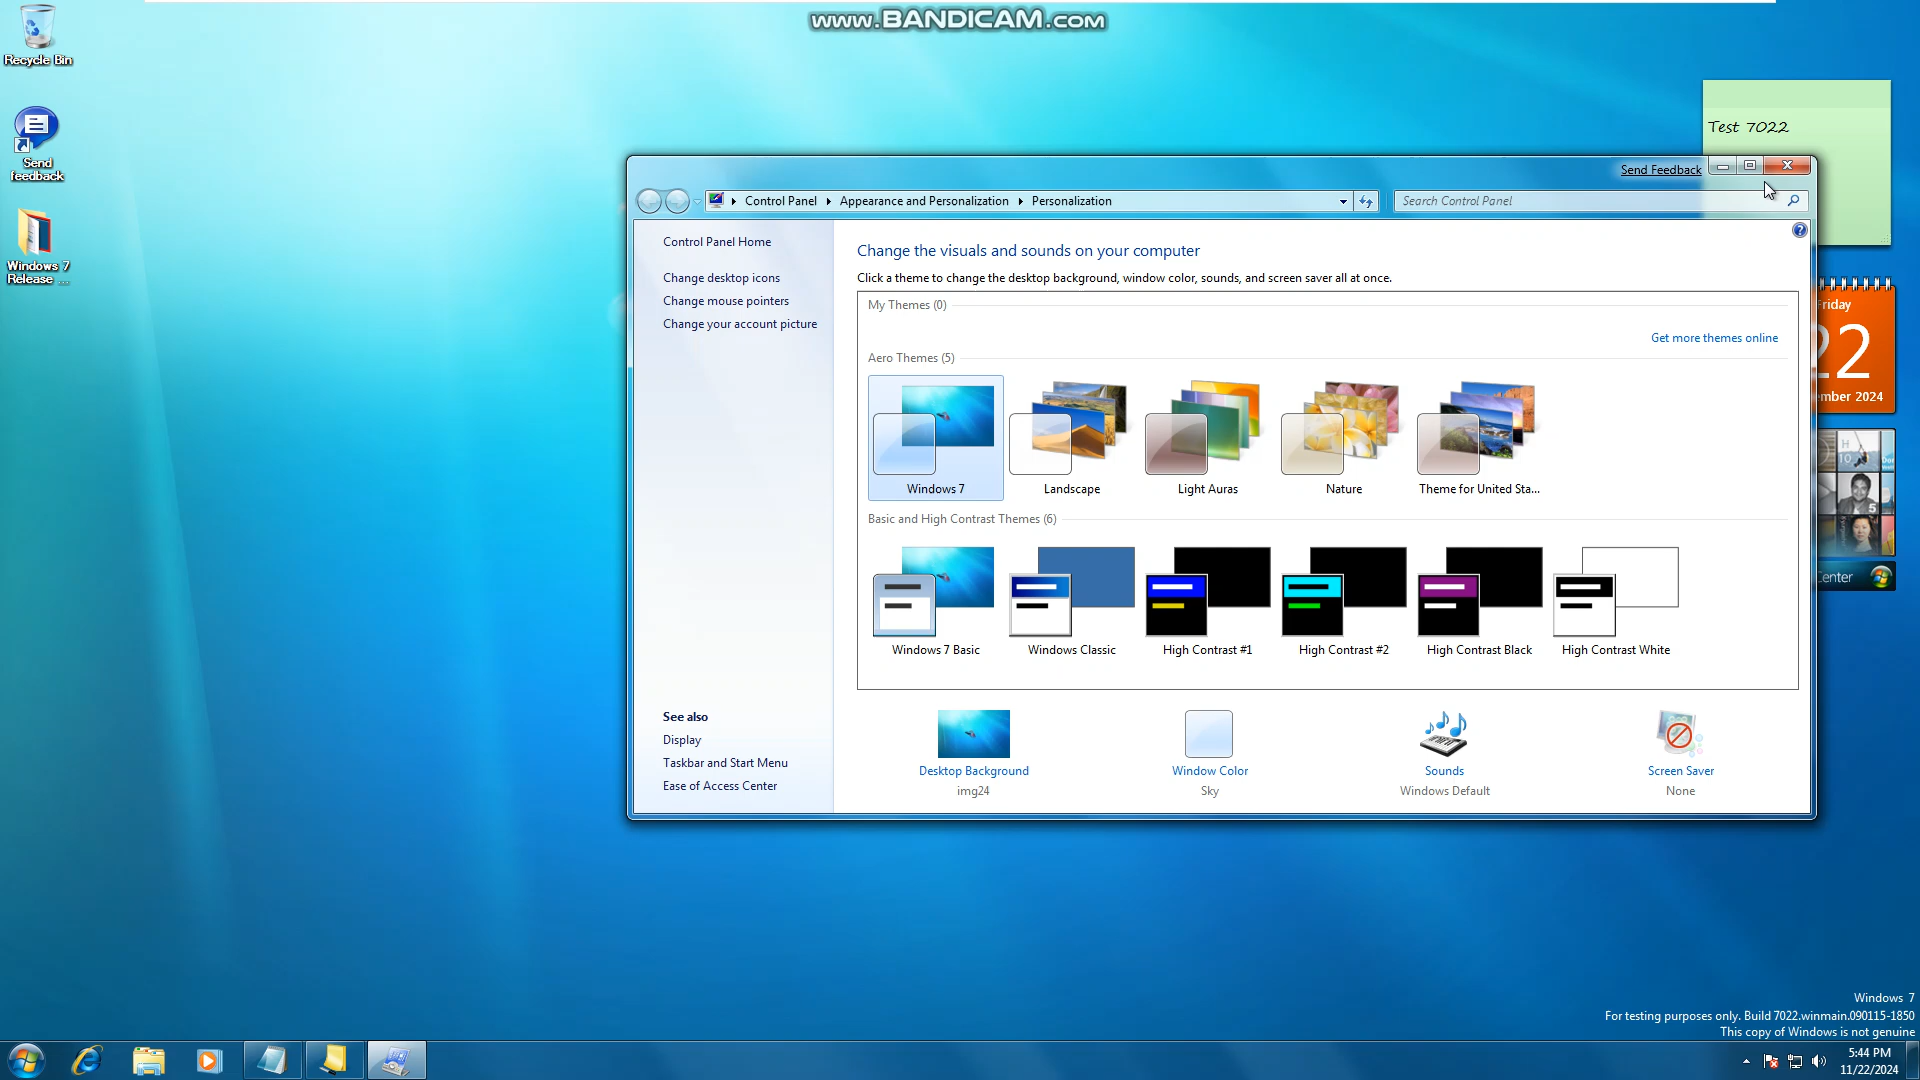 www.BANDICAM.com
Recycle Bin
Send
feedback
Windows 7
Release ...
Test 7022
Send Feedback
Control Panel
Appearance and Personalization
Personalization
Search Control Panel
Control Panel Home
Change desktop icons
Change mouse pointers
Change your account picture
Change the visuals and sounds on your computer
Click a theme to change the desktop background, window color, sounds, and screen saver all at once.
My Themes (0)
Get more themes online
Aero Themes (5)
Windows 7
Landscape
Light Auras
Nature
Theme for United Sta...
Basic and High Contrast Themes (6)
Windows 7 Basic
Windows Classic
High Contrast #1
High Contrast #2
High Contrast Black
High Contrast White
See also
Display
Taskbar and Start Menu
Ease of Access Center
Desktop Background
img24
Window Color
Sky
Sounds
Windows Default
Screen Saver
None
riday
22
ember 2024
Center
Windows 7
For testing purposes only. Build 7022.winmain.090115-1850
This copy of Windows is not genuine
5:44 PM
11/22/2024